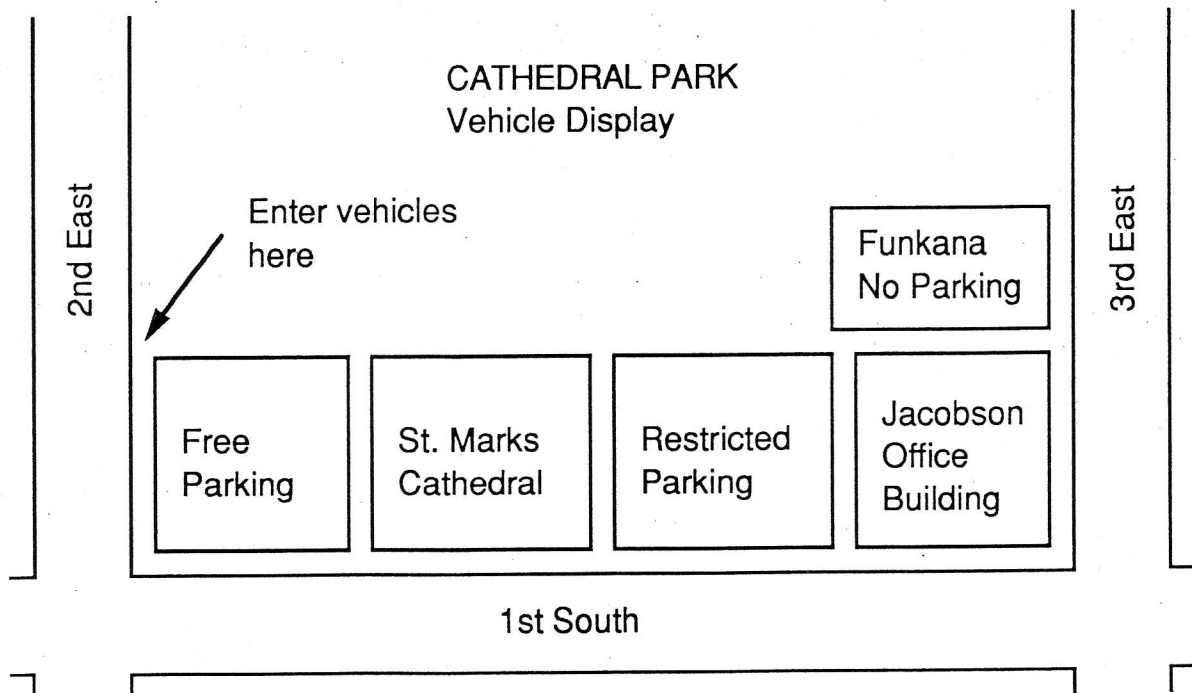 CATHEDRAL PARK
Vehicle Display
2nd East
Enter vehicles
here
Funkana
No Parking
3rd East
Free
Parking
St. Marks
Cathedral
Restricted
Parking
Jacobson
Office
Building
1st South